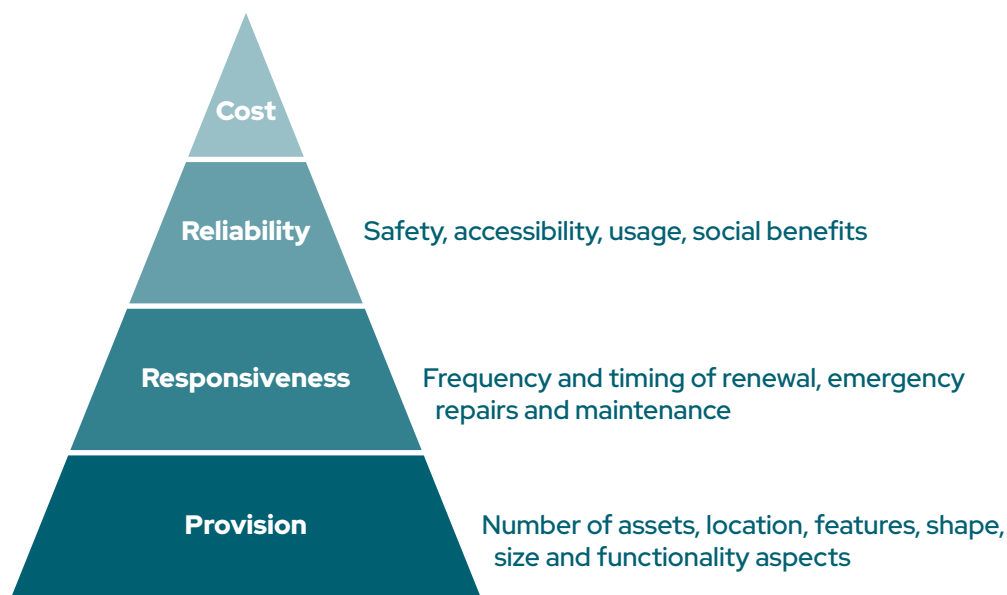 Cost
Reliability
Safety, accessibility, usage, social benefits
Responsiveness
Frequency and timing of renewal, emergency
repairs and maintenance
Provision
Number of assets, location, features, shape,
size and functionality aspects